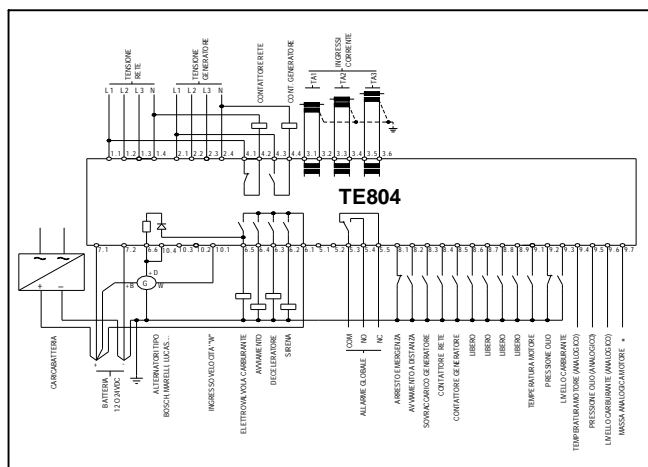 TENSIONE
RETE
TENSIONE
GENERATORE
CONTATTORE RETE
CONT. GENERATORE
INGRESSI
CORRENTE
TA1
TA2
TA3
L1 L2 L3 N
L1 L2 L3 N
1.1 1.2 1.3 1.4 2.1 2.2 2.3 2.4 4.1 4.2 4.3 4.4 3.1 3.2 3.3 3.4 3.5 3.6
TE804
7.1 7.2 6.6 10.4 10.3 10.2 10.1 6.5 6.4 6.3 6.2 6.1 5.1 5.2 5.3 5.4 5.5 8.1 8.2 8.3 8.4 8.5 8.6 8.7 8.8 8.9 9.1 9.2 9.3 9.4 9.5 9.6 9.7
+ −
+B
+D
G
W
+ -
CARICABATTERIA
BATTERIA
12 O 24VDC
ALTERNATORI TIPO
BOSCH, MARELLI, LUCAS...
INGRESSO VELOCITA' "W"
ELETTROVALVOLA CARBURANTE
AVVIAMENTO
DECELERATORE
SIRENA
COM
NO
NC
ALLARME GLOBALE
ARRESTO EMERGENZA
AVVIAMENTO A DISTANZA
SOVRACCARICO GENERATORE
CONTATTORE RETE
CONTATTORE GENERATORE
LIBERO
LIBERO
LIBERO
LIBERO
TEMPERATURA MOTORE
PRESSIONE OLIO
LIVELLO CARBURANTE
TEMPERATURA MOTORE (ANALOGICO)
PRESSIONE OLIO (ANALOGICO)
LIVELLO CARBURANTE (ANALOGICO)
MASSA ANALOGICA MOTORE *